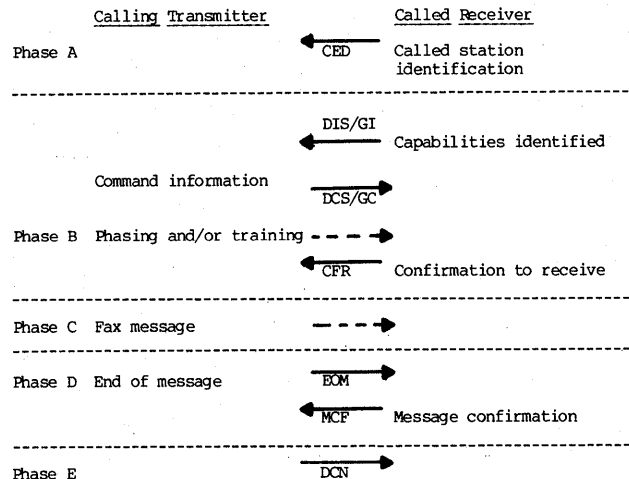 Calling Transmitter Called Receiver
Phase A CED Called station
identification
DIS/GI
Capabilities identified
Command information
DCS/GC
Phase B Phasing and/or training
CFR Confirmation to receive
Phase C Fax message
Phase D End of message EOM
MCF Message confirmation
Phase E DCN